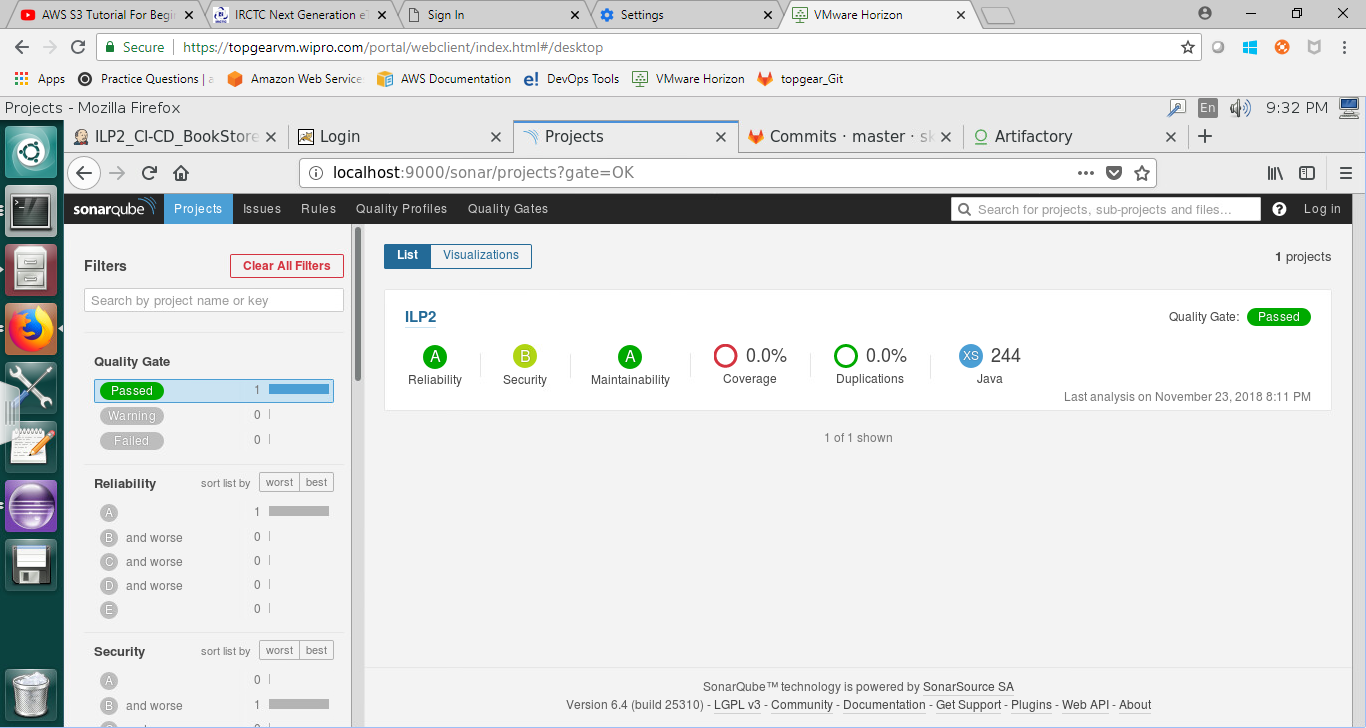 AWS S3 Tutorial For Begin
IRCTC Next Generation eT
Sign In
Settings
VMware Horizon
Secure https://topgearvm.wipro.com/portal/webclient/index.html#/desktop
Apps Practice Questions | a Amazon Web Service AWS Documentation e! DevOps Tools VMware Horizon topgear_Git
Projects - Mozilla Firefox En 9:32 PM
ILP2_CI-CD_BookStore Login Projects Commits · master · sk Artifactory
localhost:9000/sonar/projects?gate=OK
sonarqube Projects Issues Rules Quality Profiles Quality Gates Search for projects, sub-projects and files... ? Log in
Filters Clear All Filters
Search by project name or key
Quality Gate
Passed 1
Warning 0
Failed 0
Reliability sort list by worst best
A 1
B and worse 0
C and worse 0
D and worse 0
E 0
Security sort list by worst best
A 0
B and worse 1
List Visualizations
1 projects
ILP2 Quality Gate: Passed
A B A 0.0% 0.0% XS 244
Reliability Security Maintainability Coverage Duplications Java
Last analysis on November 23, 2018 8:11 PM
1 of 1 shown
SonarQube™ technology is powered by SonarSource SA
Version 6.4 (build 25310) - LGPL v3 - Community - Documentation - Get Support - Plugins - Web API - About